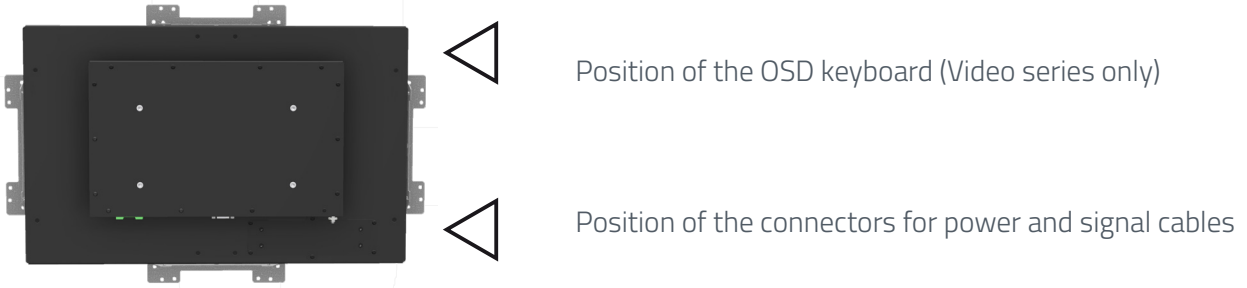 Position of the OSD keyboard (Video series only)
Position of the connectors for power and signal cables